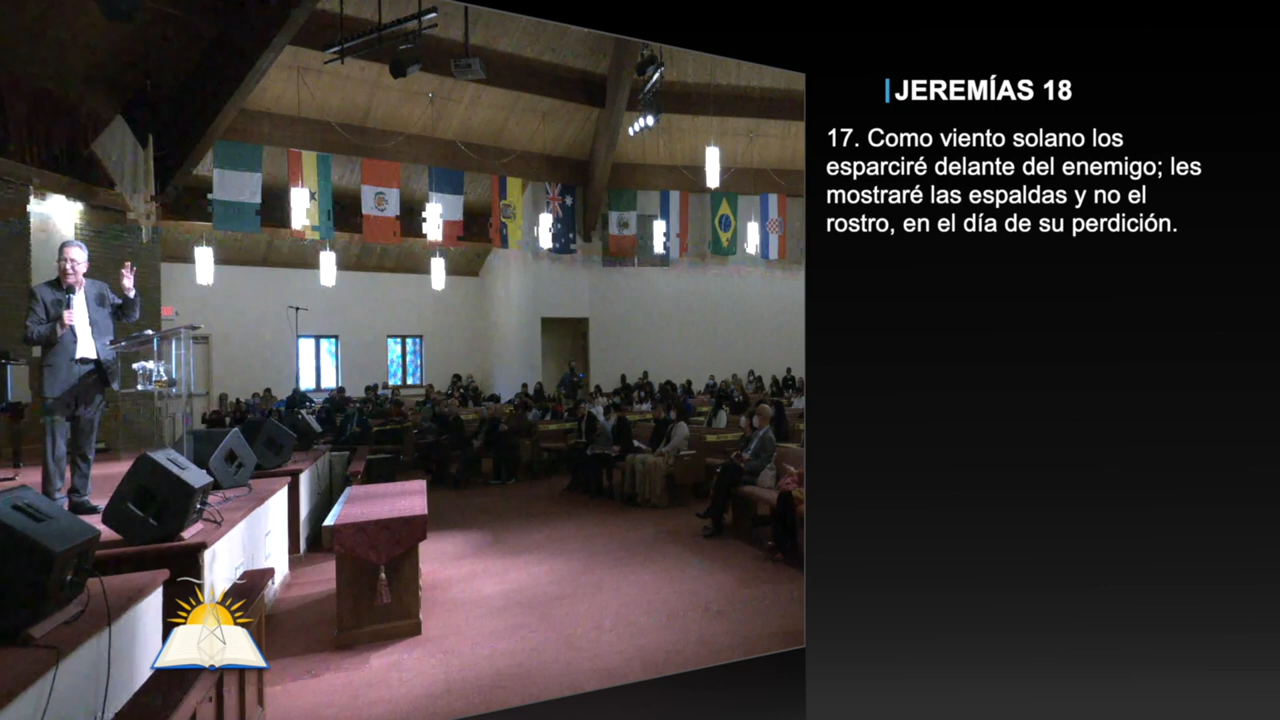 JEREMÍAS 18
17. Como viento solano los
esparciré delante del enemigo; les
mostraré las espaldas y no el
rostro, en el día de su perdición.